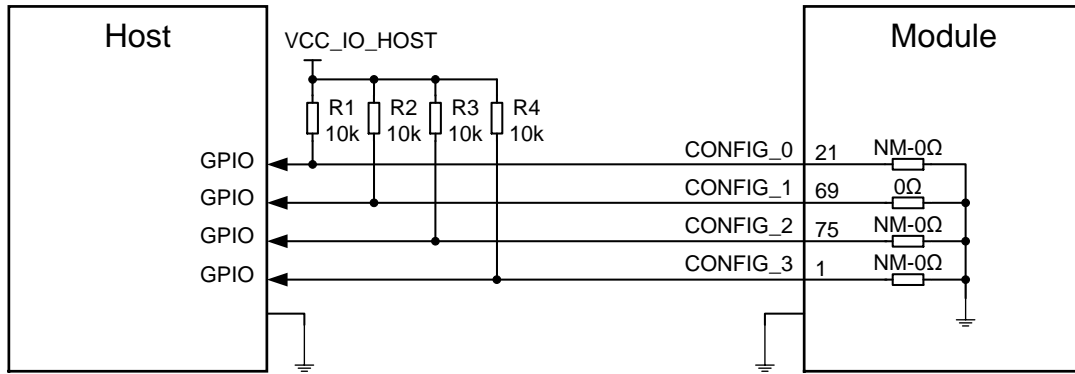 Host
Module
VCC_IO_HOST
R1 R2 R3 R4
10k 10k 10k 10k
GPIO CONFIG_0 21 NM-0Ω
GPIO CONFIG_1 69 0Ω
GPIO CONFIG_2 75 NM-0Ω
GPIO CONFIG_3 1 NM-0Ω